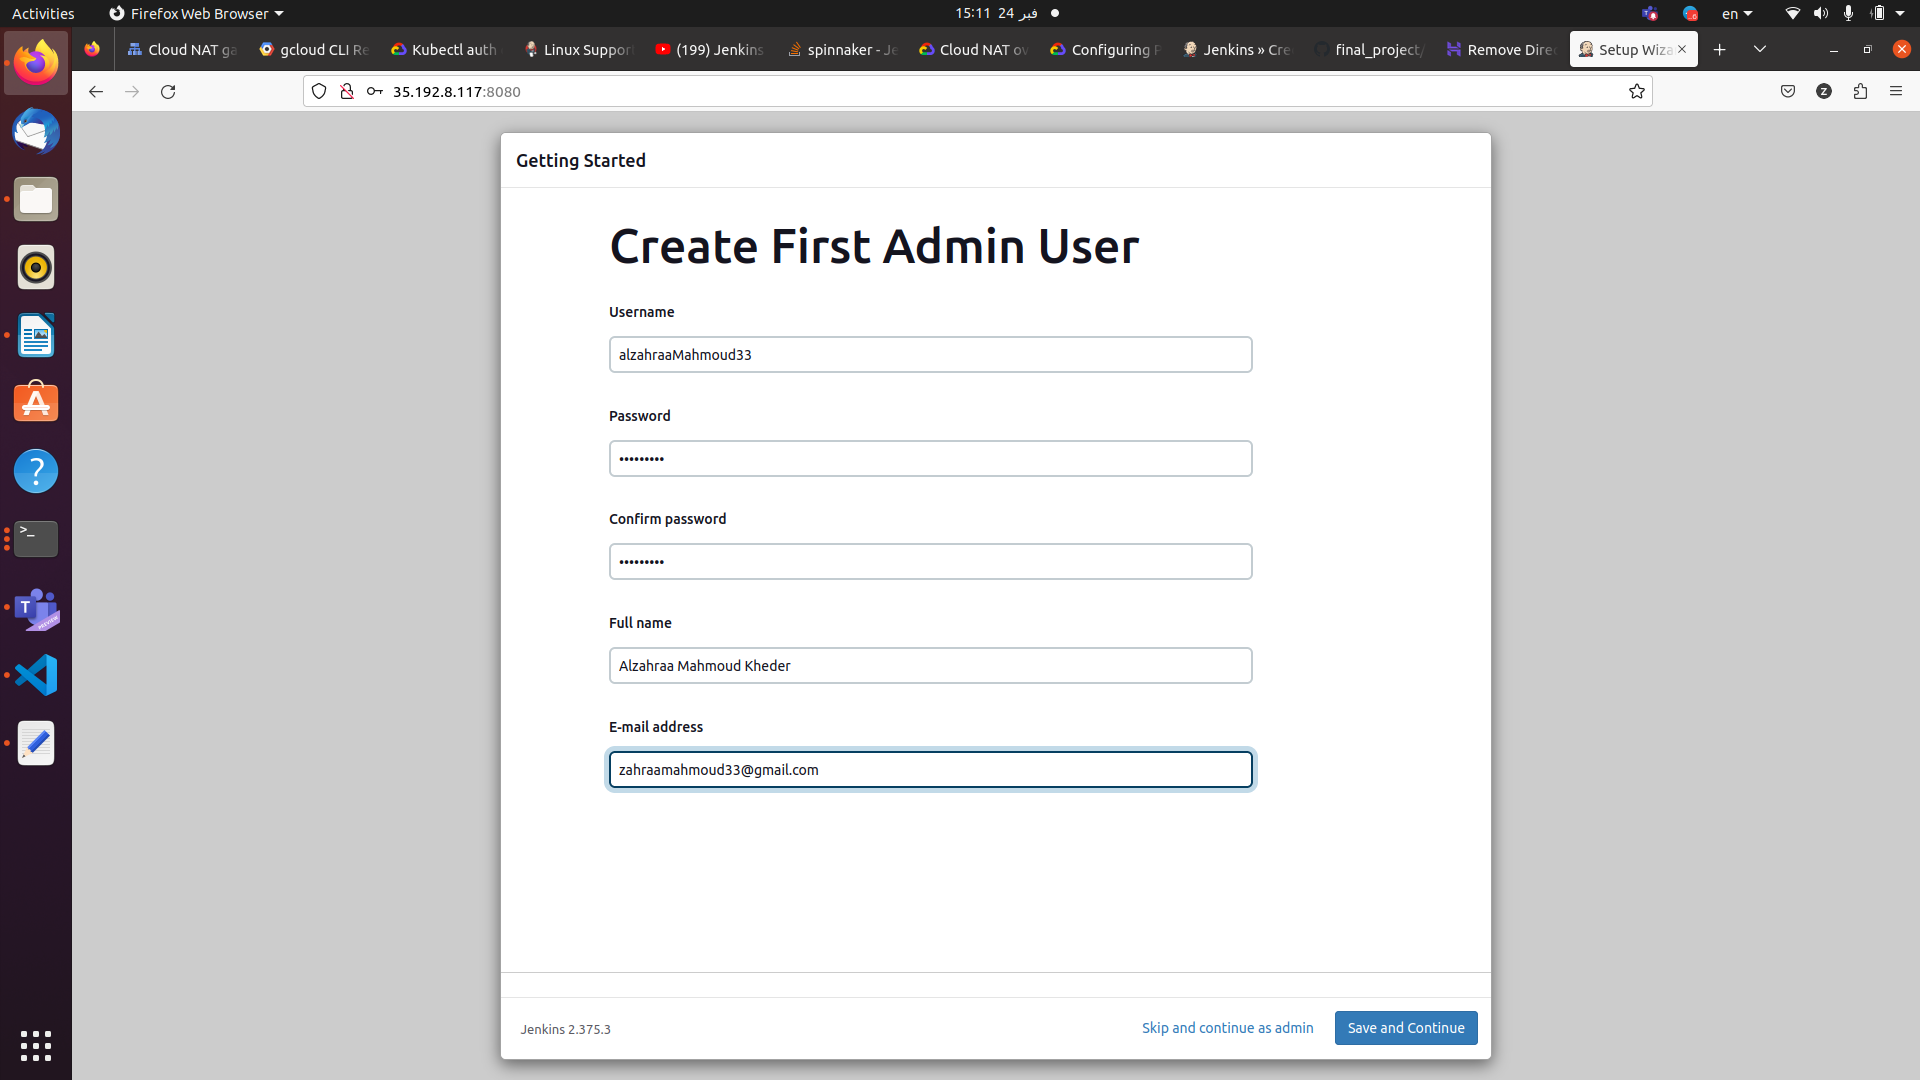 Activities
Firefox Web Browser
15:11 24 فبر
en
Cloud NAT ga
gcloud CLI Re
Kubectl auth
Linux Suppor
(199) Jenkins
spinnaker - Je
Cloud NAT ov
Configuring P
Jenkins » Cre
final_project/
Remove Dire
Setup Wiza
35.192.8.117:8080
Z
Getting Started
Create First Admin User
Username
alzahraaMahmoud33
Password
•••••••••
Confirm password
•••••••••
Full name
Alzahraa Mahmoud Kheder
E-mail address
zahraamahmoud33@gmail.com
Jenkins 2.375.3
Skip and continue as admin
Save and Continue